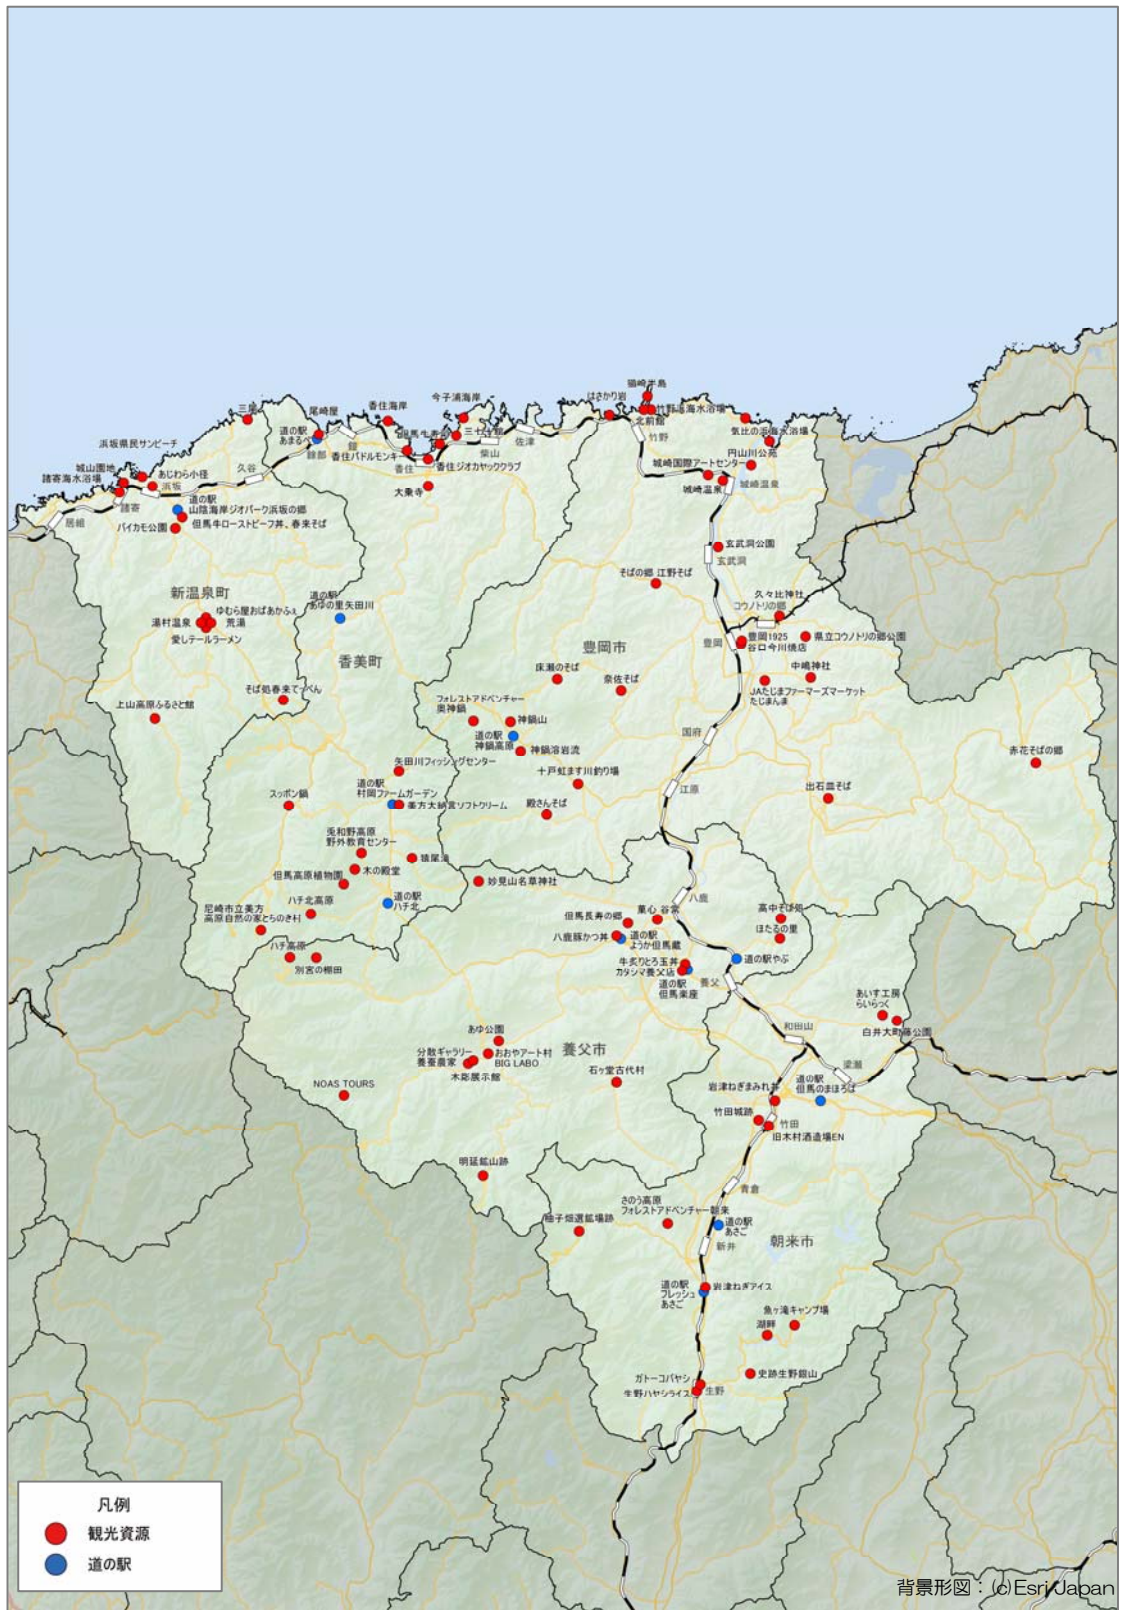 猫崎半島
はさかり岩
竹野浜海水浴場
北前館
竹野
今子浦海岸
香住海岸
尾崎屋
三尾
道の駅
あまるべ
鎧
餘部
香住パドルモンキー
香住
三七十館
柴山
佐津
香住ジオカヤッククラブ
大乗寺
気比の浜海水浴場
円山川公苑
城崎国際アートセンター
城崎温泉
城崎温泉
浜坂県民サンビーチ
城山園地
諸寄海水浴場
あじわら小径
浜坂
久谷
諸寄
居組
道の駅
山陰海岸ジオパーク浜坂の郷
但馬牛ローストビーフ丼、春来そば
バイカモ公園
玄武洞公園
玄武洞
そばの郷 江野そば
新温泉町
ゆむら屋おばあかふぇ
湯村温泉
荒湯
愛しテールラーメン
道の駅
あゆの里矢田川
香美町
久々比神社
コウノトリの郷
豊岡
豊岡1925
谷口今川焼店
県立コウノトリの郷公園
豊岡市
床瀬のそば
奈佐そば
中嶋神社
JAたじまファーマーズマーケット
たじまんま
そば処春来てっぺん
上山高原ふるさと館
フォレストアドベンチャー
奥神鍋
神鍋山
道の駅
神鍋高原
神鍋溶岩流
国府
赤花そばの郷
矢田川フィッシングセンター
道の駅
村岡ファームガーデン
美方大納言ソフトクリーム
十戸虹ます川釣り場
殿さんそば
江原
出石皿そば
スッポン鍋
兎和野高原
野外教育センター
猿尾滝
木の殿堂
但馬高原植物園
妙見山名草神社
道の駅
ハチ北
ハチ北高原
尼崎市立美方
高原自然の家とちのき村
ハチ高原
別宮の棚田
八鹿
菓心 谷常
但馬長寿の郷
八鹿豚かつ丼
道の駅
ようか但馬蔵
高中そば処
ほたるの里
牛炙りとろ玉丼
カタシマ養父店
道の駅
但馬楽座
養父
道の駅やぶ
あいす工房
らいらっく
白井大町藤公園
和田山
梁瀬
あゆ公園
養父市
分散ギャラリー
養蚕農家
おおやアート村
BIG LABO
木彫展示館
石ヶ堂古代村
NOAS TOURS
岩津ねぎまみれ丼
道の駅
但馬のまほろば
竹田城跡
竹田
旧木村酒造場EN
明延鉱山跡
青倉
さのう高原
フォレストアドベンチャー朝来
道の駅
あさご
神子畑選鉱場跡
新井
朝来市
道の駅
フレッシュ
あさご
岩津ねぎアイス
魚ヶ滝キャンプ場
湖畔
史跡生野銀山
ガトーコバヤシ
生野ハヤシライス
生野
凡例
観光資源
道の駅
背景形図：(c) Esri Japan